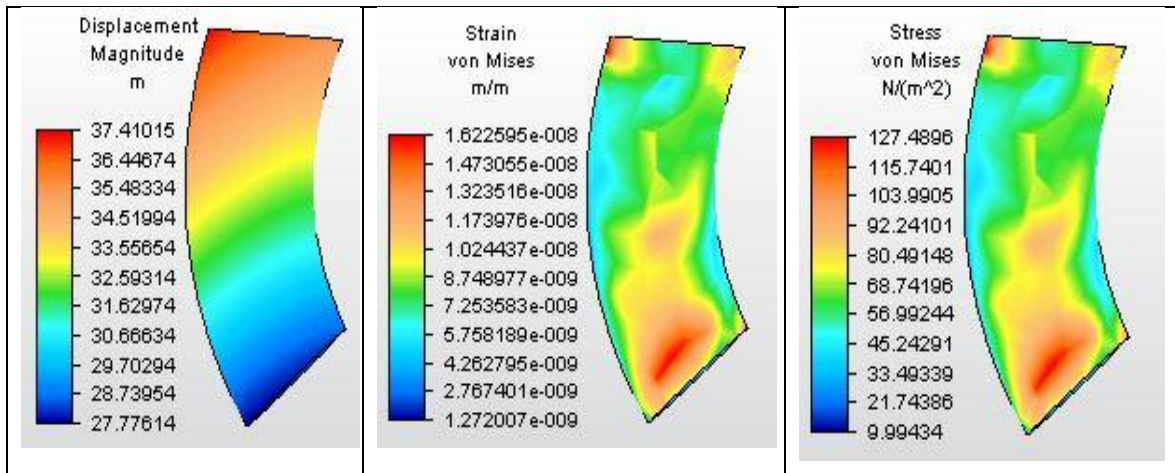 Displacement
Magnitude
m
37.41015
36.44674
35.48334
34.51994
33.55654
32.59314
31.62974
30.66634
29.70294
28.73954
27.77614
Strain
von Mises
m/m
1.622595e-008
1.473055e-008
1.323516e-008
1.173976e-008
1.024437e-008
8.748977e-009
7.253583e-009
5.758189e-009
4.262795e-009
2.767401e-009
1.272007e-009
Stress
von Mises
N/(m^2)
127.4896
115.7401
103.9905
92.24101
80.49148
68.74196
56.99244
45.24291
33.49339
21.74386
9.99434